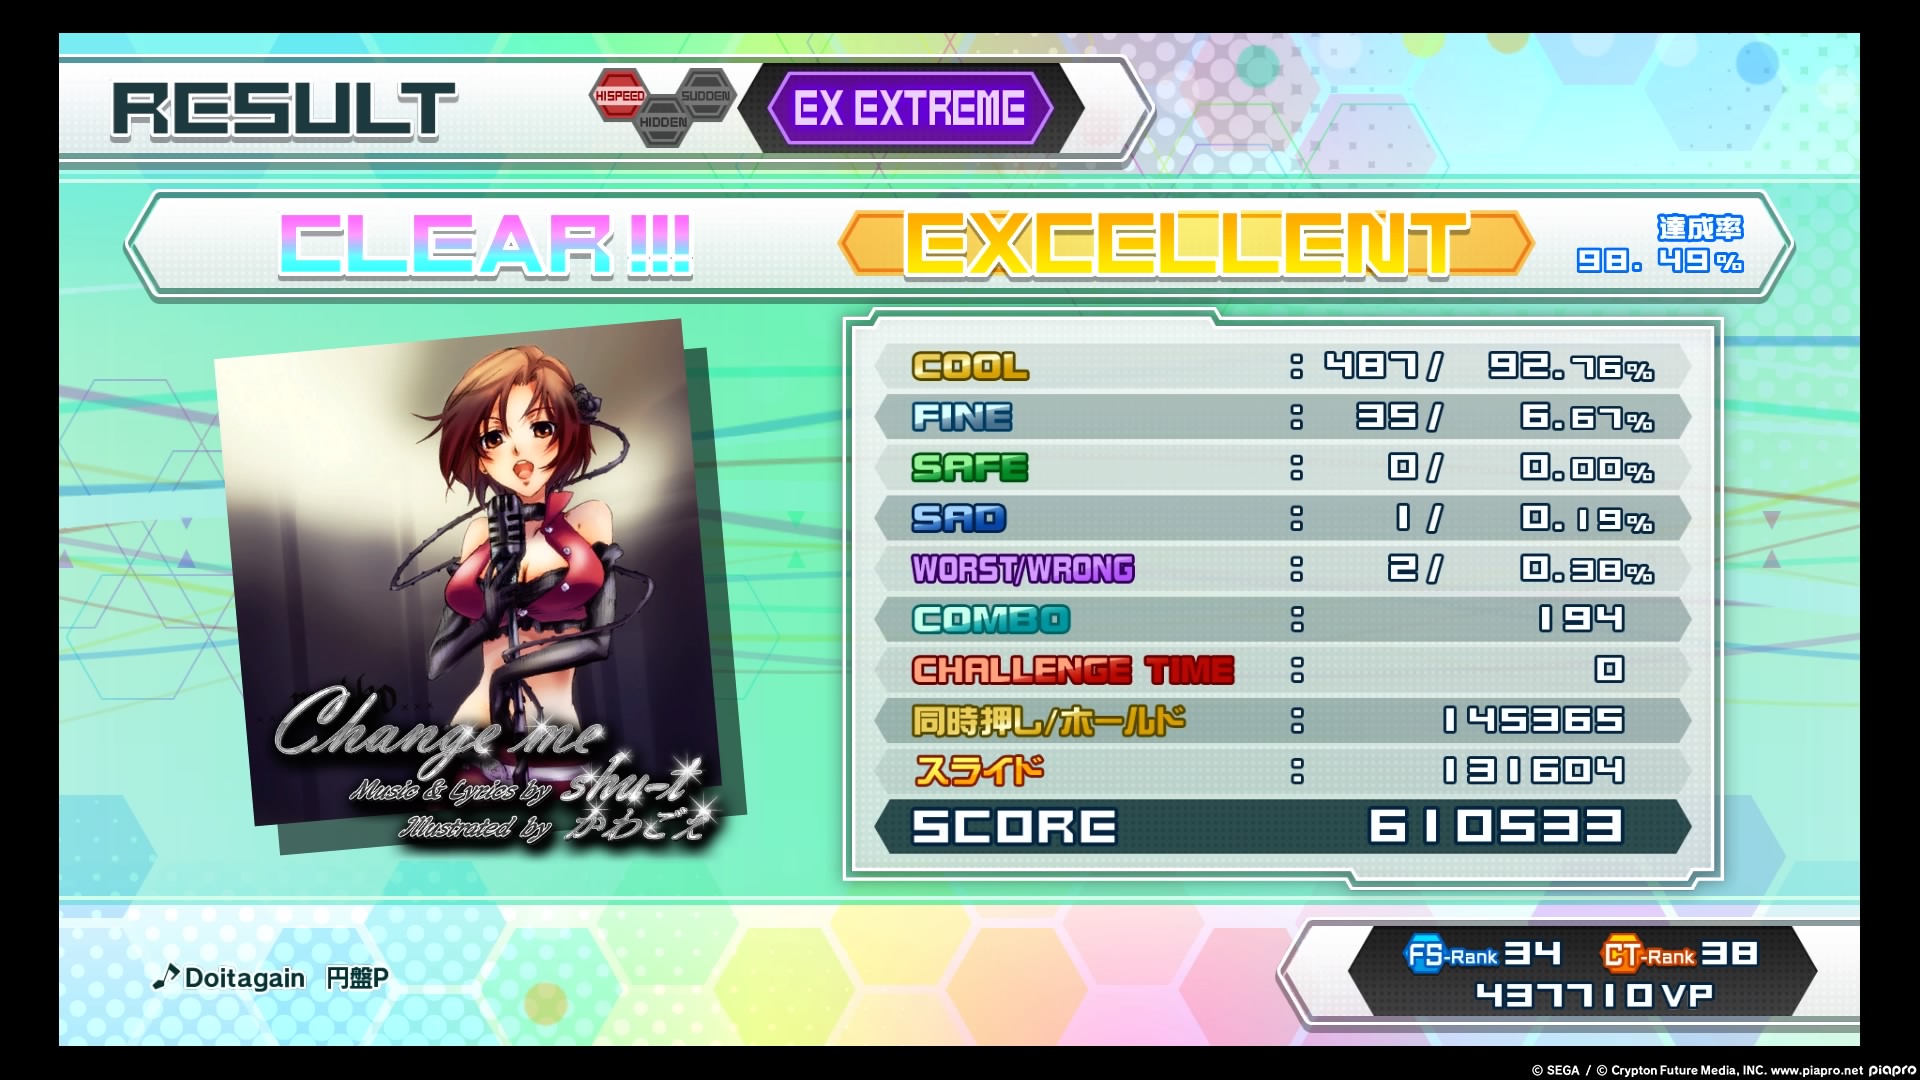 RESULT
HISPEED
HIDDEN
SUDDEN
EX EXTREME
CLEAR!!!
EXCELLENT
達成率
98.49%
COOL : 487/ 92.76%
FINE : 35/ 6.67%
SAFE : 0/ 0.00%
SAD : 1/ 0.19%
WORST/WRONG : 2/ 0.38%
COMBO : 194
CHALLENGE TIME : 0
同時押し/ホールド : 145365
スライド : 131604
SCORE 610533
Change me
Music & Lyrics by shu-t
Illustrated by かわごえ
♪Doitagain 円盤P
FS-Rank 34 CT-Rank 38
437710VP
© SEGA / © Crypton Future Media, INC. www.piapro.net piapro